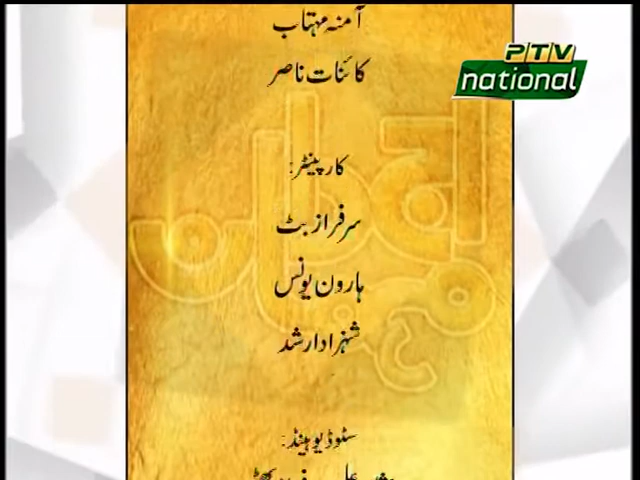 آمنہ مہتاب
کائنات ناصر
PTV
national
کارپینٹر:
سرفراز بٹ
ہارون یونس
شہزاد ارشد
سٹوڈیو ہینڈ: